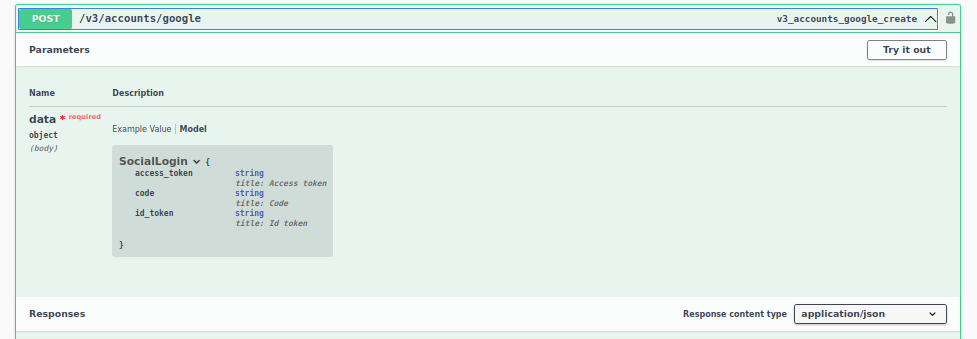 POST /v3/accounts/google v3_accounts_google_create
Parameters Try it out
Name Description
data * required
object
(body)
Example Value | Model
SocialLogin {
access_token string
title: Access token
code string
title: Code
id_token string
title: Id token
}
Responses Response content type application/json